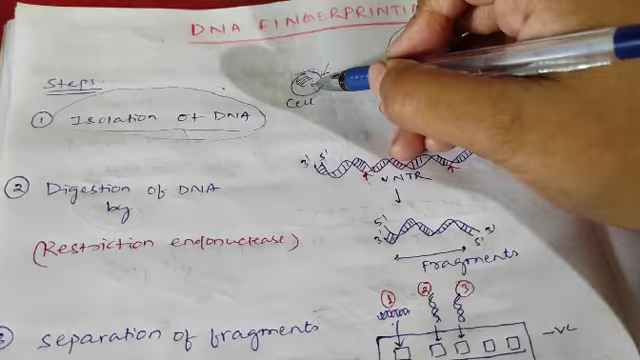 DNA FINGERPRINTIN
Steps
① Isolation of DNA
Cell
3' 5'
VNTR
② Digestion of DNA
by
(Restriction endonuclease)
5' 3'
3' 5'
Fragments
① ② ③
3 separation of fragments
-ve